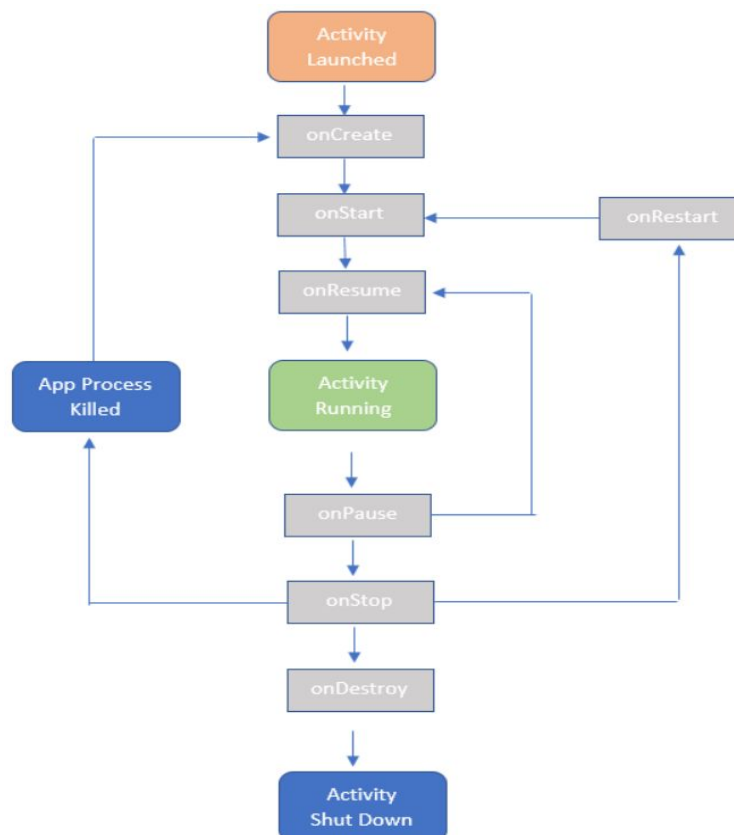 Activity
Launched
onCreate
onStart
onRestart
onResume
App Process
Killed
Activity
Running
onPause
onStop
onDestroy
Activity
Shut Down